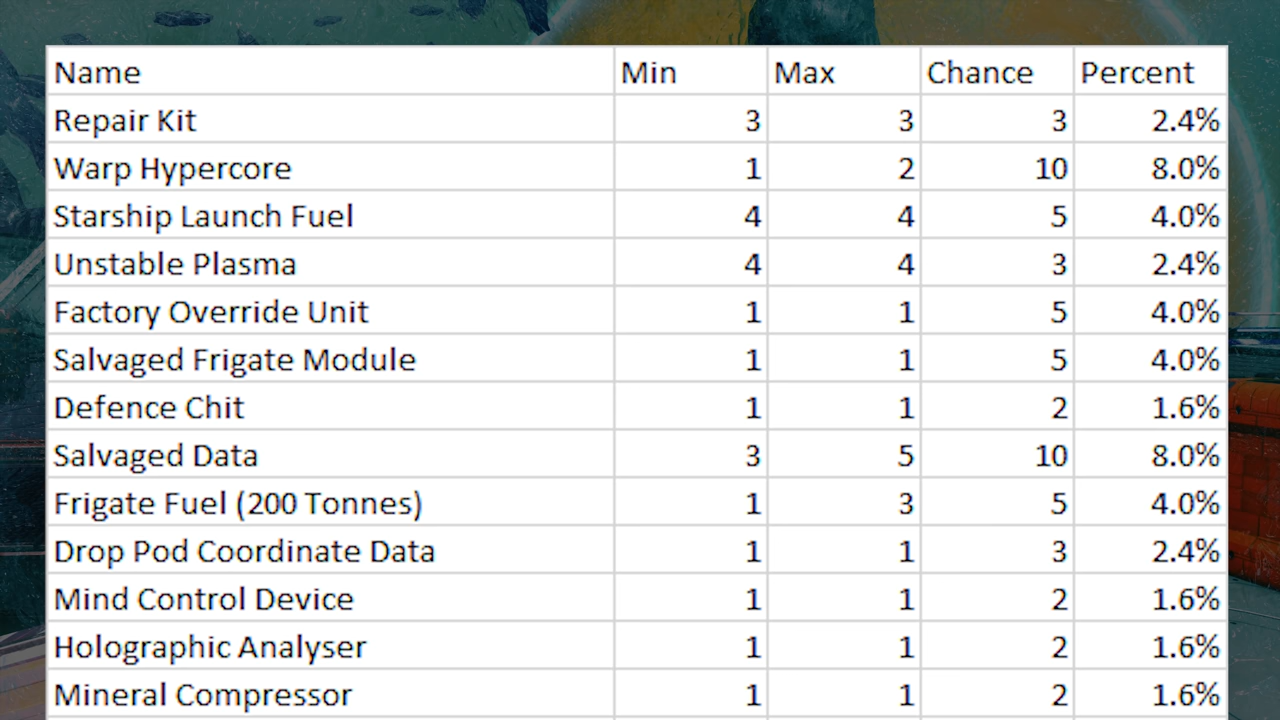 Name Min Max Chance Percent
Repair Kit 3 3 3 2.4%
Warp Hypercore 1 2 10 8.0%
Starship Launch Fuel 4 4 5 4.0%
Unstable Plasma 4 4 3 2.4%
Factory Override Unit 1 1 5 4.0%
Salvaged Frigate Module 1 1 5 4.0%
Defence Chit 1 1 2 1.6%
Salvaged Data 3 5 10 8.0%
Frigate Fuel (200 Tonnes) 1 3 5 4.0%
Drop Pod Coordinate Data 1 1 3 2.4%
Mind Control Device 1 1 2 1.6%
Holographic Analyser 1 1 2 1.6%
Mineral Compressor 1 1 2 1.6%